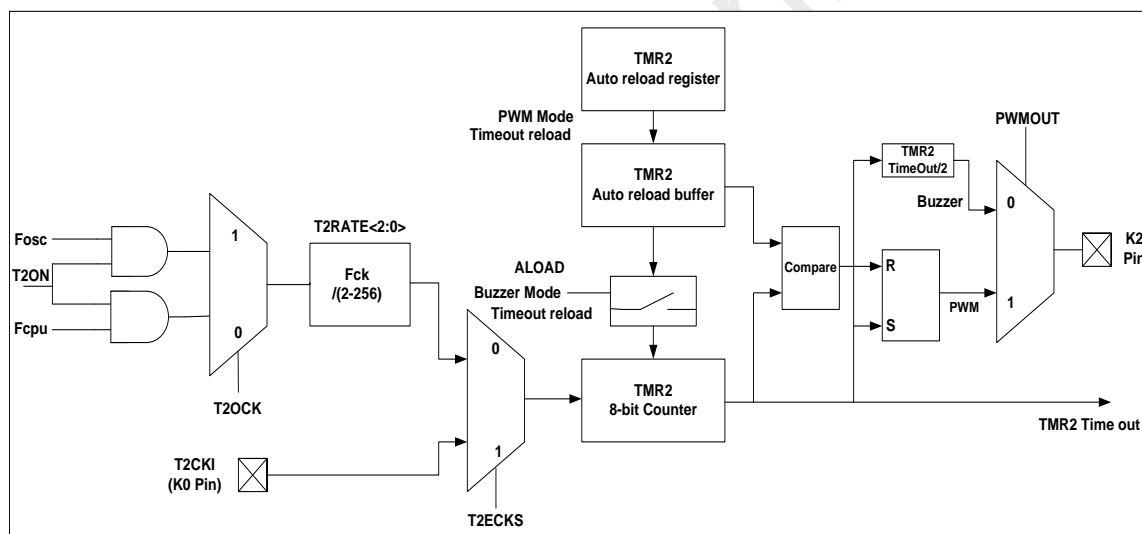 TMR2
Auto reload register
PWM Mode
Timeout reload
PWMOUT
TMR2
Auto reload buffer
TMR2
TimeOut/2
Buzzer
0
K2
Pin
Fosc
T2ON
Fcpu
1
0
T2OCK
T2RATE<2:0>
Fck
/(2-256)
ALOAD
Buzzer Mode
Timeout reload
Compare
R
S
PWM
1
0
1
T2ECKS
TMR2
8-bit Counter
TMR2 Time out
T2CKI
(K0 Pin)